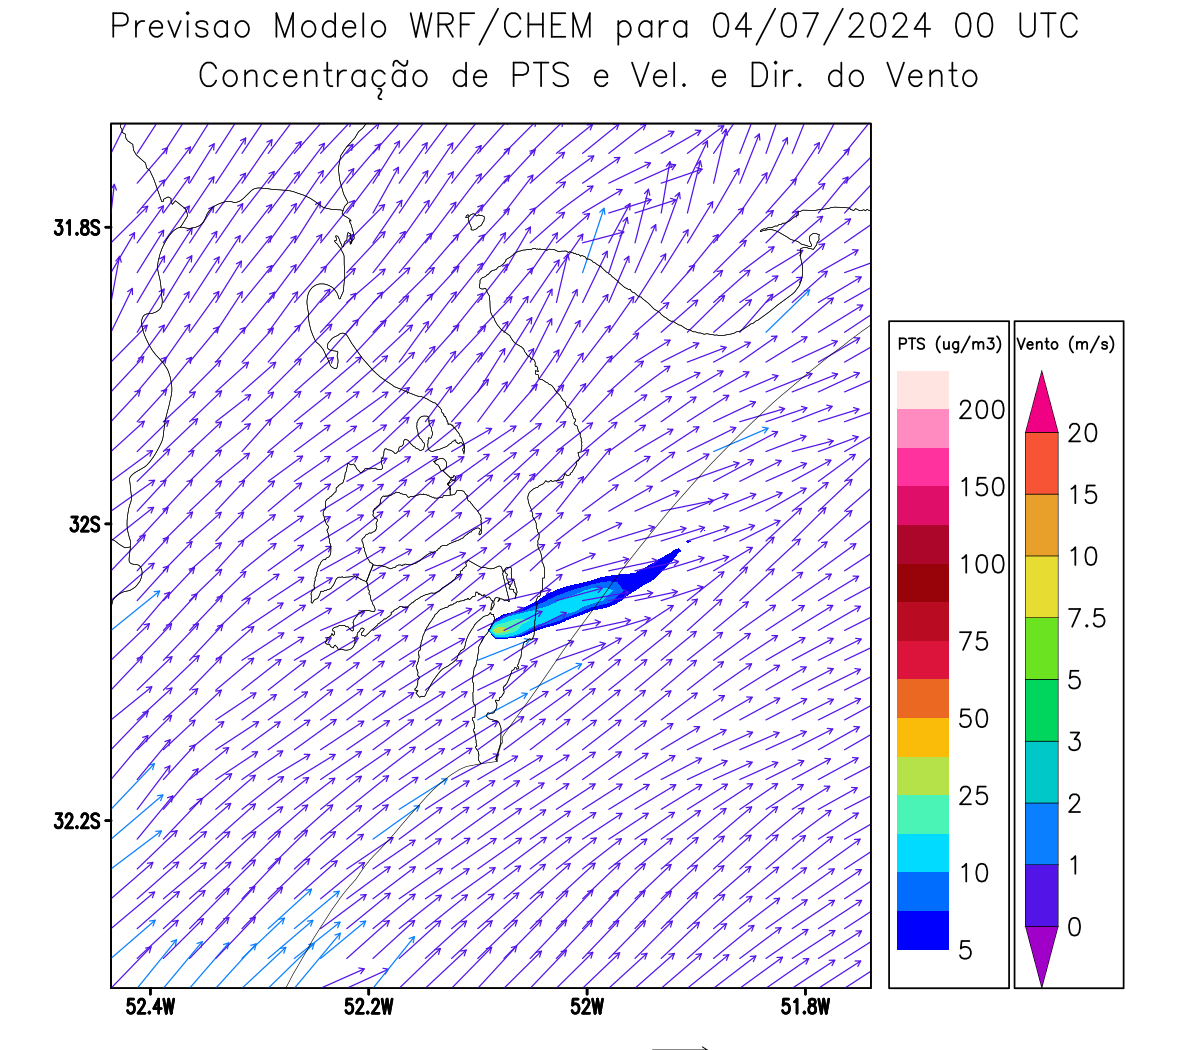 Previsao Modelo WRF/CHEM para 04/07/2024 00 UTC
Concentração de PTS e Vel. e Dir. do Vento
31.8S
32S
32.2S
52.4W
52.2W
52W
51.8W
PTS (ug/m3)
200
150
100
75
50
25
10
5
Vento (m/s)
20
15
10
7.5
5
3
2
1
0